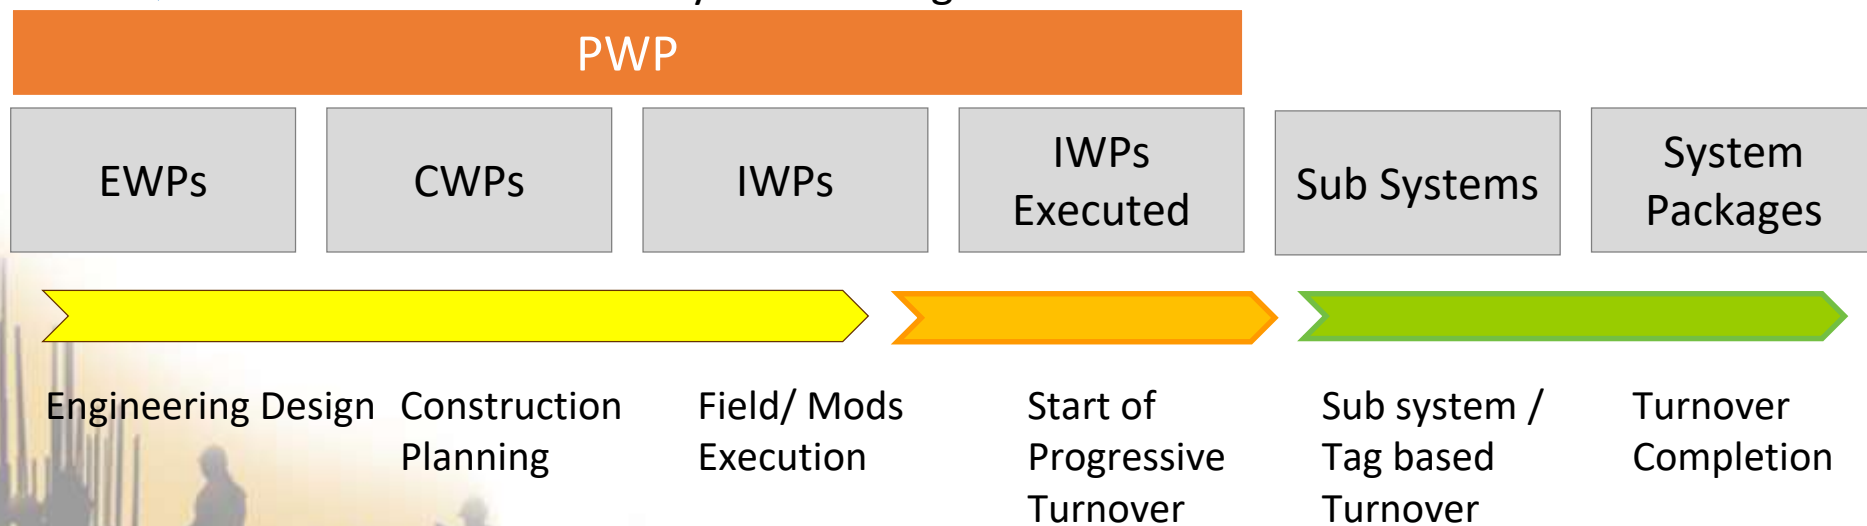 PWP
EWPs
CWPs
IWPs
IWPs
Executed
Sub Systems
System
Packages
Engineering Design
Construction
Planning
Field/ Mods
Execution
Start of
Progressive
Turnover
Sub system /
Tag based
Turnover
Turnover
Completion